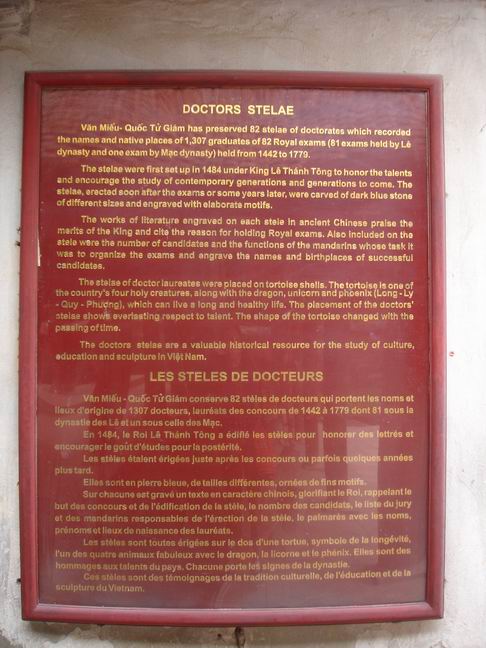 DOCTORS STELAE
Văn Miếu- Quốc Tử Giám has preserved 82 stelae of doctorates which recorded
the names and native places of 1,307 graduates of 82 Royal exams (81 exams held by Lê
dynasty and one exam by Mạc dynasty) held from 1442 to 1779.
The stelae were first set up in 1484 under King Lê Thánh Tông to honor the talents
and encourage the study of contemporary generations and generations to come. The
stelae, erected soon after the exams or some years later, were carved of dark blue stone
of different sizes and engraved with elaborate motifs.
The works of literature engraved on each stele in ancient Chinese praise the
merits of the King and cite the reason for holding Royal exams. Also included on the
stele were the number of candidates and the functions of the mandarins whose task it
was to organize the exams and engrave the names and birthplaces of successful
candidates.
The stelae of doctor laureates were placed on tortoise shells. The tortoise is one of
the country's four holy creatures, along with the dragon, unicorn and phoenix (Long - Ly
- Quy - Phượng), which can live a long and healthy life. The placement of the doctors'
stelae shows everlasting respect to talent. The shape of the tortoise changed with the
passing of time.
The doctors stelae are a valuable historical resource for the study of culture,
education and sculpture in Việt Nam.
LES STELES DE DOCTEURS
Văn Miếu - Quốc Tử Giám conserve 82 stèles de docteurs qui portent les noms et
lieux d'origine de 1307 docteurs, lauréats des concours de 1442 à 1779 dont 81 sous la
dynastie des Lê et un sous celle des Mạc.
En 1484, le Roi Lê Thánh Tông a édifié les stèles pour honorer des lettrés et
encourager le goût d'études pour la postérité.
Les stèles étaient érigées juste après les concours ou parfois quelques années
plus tard.
Elles sont en pierre bleue, de tailles différentes, ornées de fins motifs.
Sur chacune est gravé un texte en caractère chinois, glorifiant le Roi, rappelant le
but des concours et de l'édification de la stèle, le nombre des candidats, le liste du jury
et des mandarins responsables de l'érection de la stèle, le palmarès avec les noms,
prénoms et lieux de naissance des lauréats.
Les stèles sont toutes érigées sur le dos d'une tortue, symbole de la longévité,
l'un des quatre animaux fabuleux avec le dragon, la licorne et le phénix. Elles sont des
hommages aux talents du pays. Chacune porte les signes de la dynastie.
Ces stèles sont des témoignages de la tradition culturelle, de l'éducation et de la
sculpture du Vietnam.